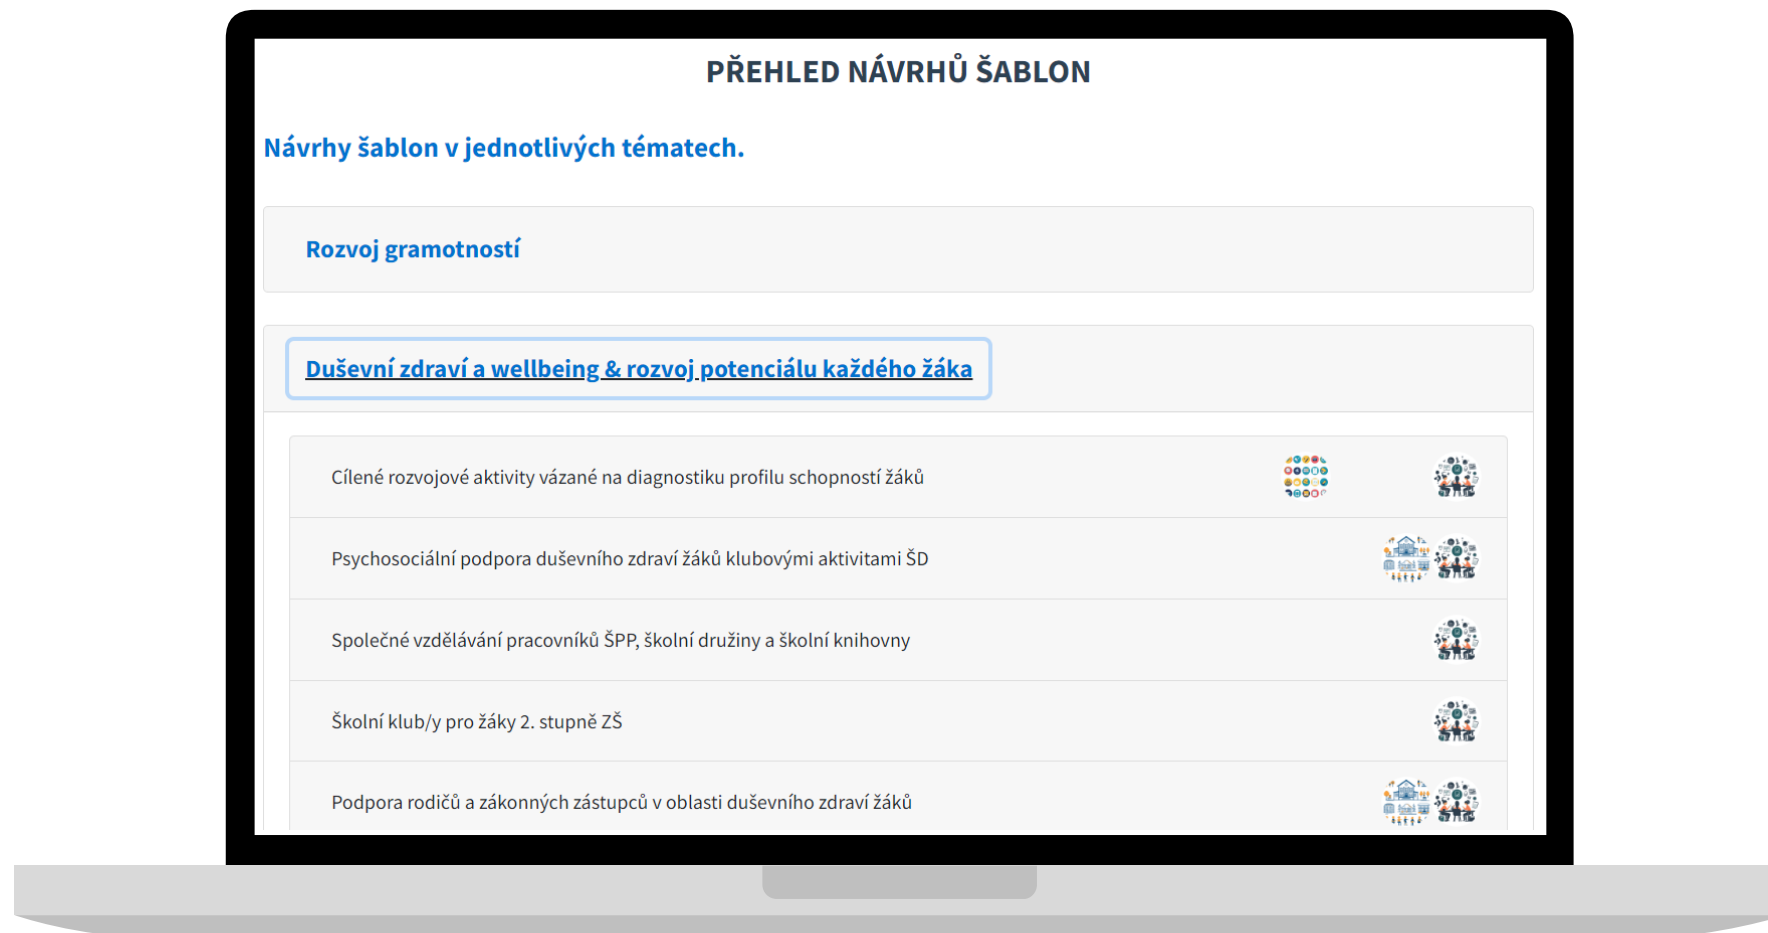 PŘEHLED NÁVRHŮ ŠABLON
Návrhy šablon v jednotlivých tématech.
Rozvoj gramotností
Duševní zdraví a wellbeing & rozvoj potenciálu každého žáka
Cílené rozvojové aktivity vázané na diagnostiku profilu schopností žáků
Psychosociální podpora duševního zdraví žáků klubovými aktivitami ŠD
Společné vzdělávání pracovníků ŠPP, školní družiny a školní knihovny
Školní klub/y pro žáky 2. stupně ZŠ
Podpora rodičů a zákonných zástupců v oblasti duševního zdraví žáků